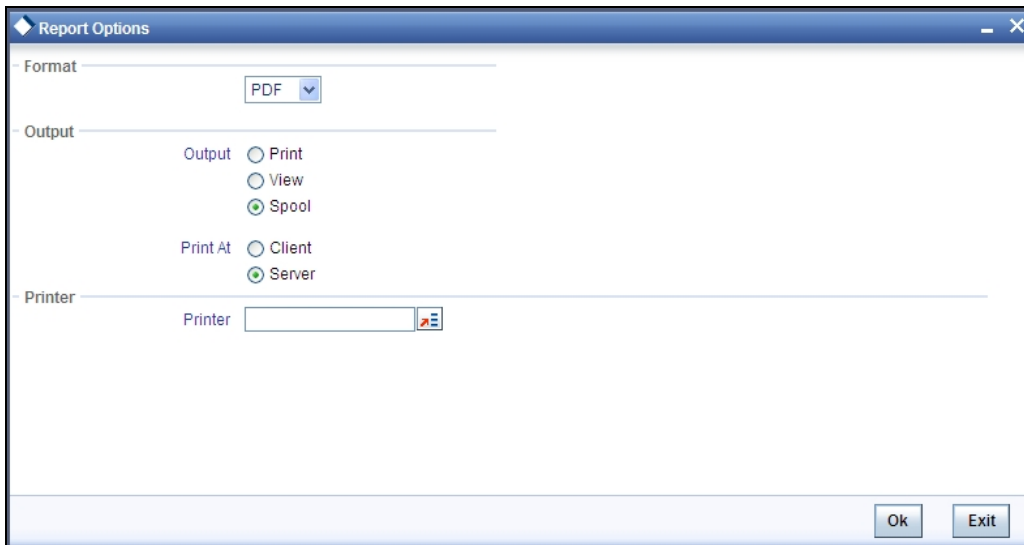 Report Options
Format
PDF
Output
Output Print
View
Spool
Print At Client
Server
Printer
Printer
Ok Exit